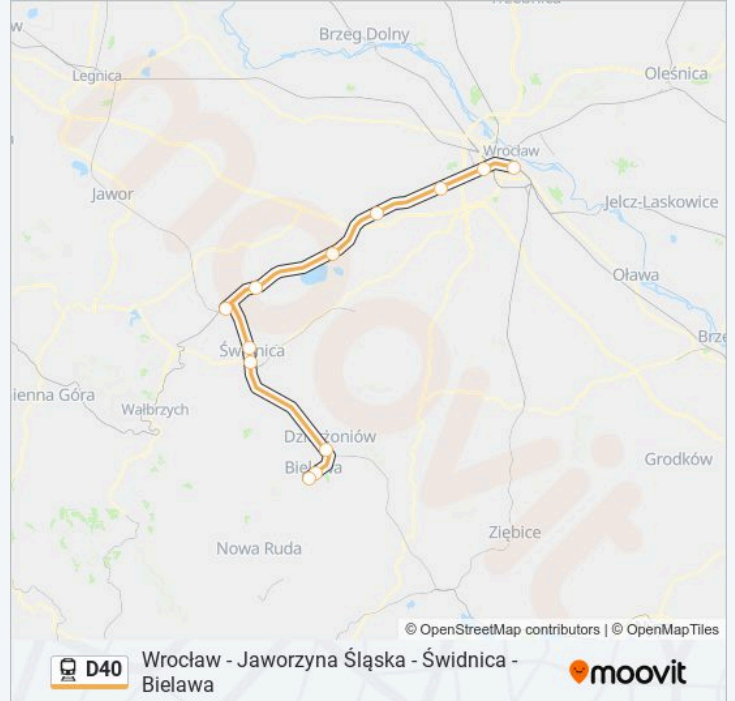 w
Brzeg Dolny
Legnica
Oleśnica
Wrocław
Jawor
Jelcz-Laskowice
Oława
Brze
Świdnica
ienna Góra
Wałbrzych
Dzierżoniów
Bielawa
Grodków
Ziębice
Nowa Ruda
moovit
© OpenStreetMap contributors | © OpenMapTiles
D40
Wrocław - Jaworzyna Śląska - Świdnica -
Bielawa
moovit